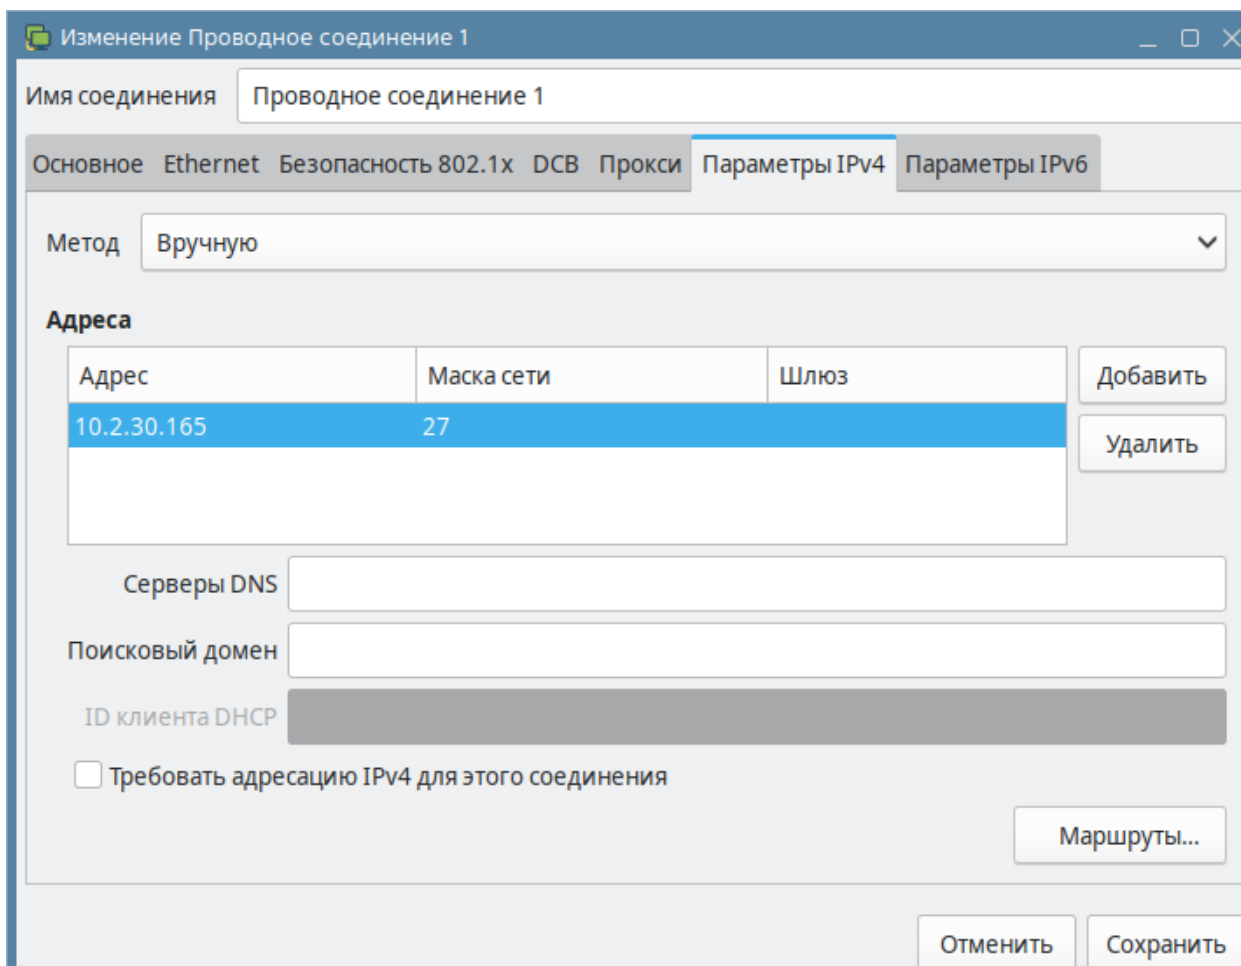 Изменение Проводное соединение 1
Имя соединения Проводное соединение 1
Основное Ethernet Безопасность 802.1x DCB Прокси Параметры IPv4 Параметры IPv6
Метод Вручную
Адреса
Адрес Маска сети Шлюз Добавить
10.2.30.165 27
Удалить
Серверы DNS
Поисковый домен
ID клиента DHCP
Требовать адресацию IPv4 для этого соединения
Маршруты...
Отменить Сохранить